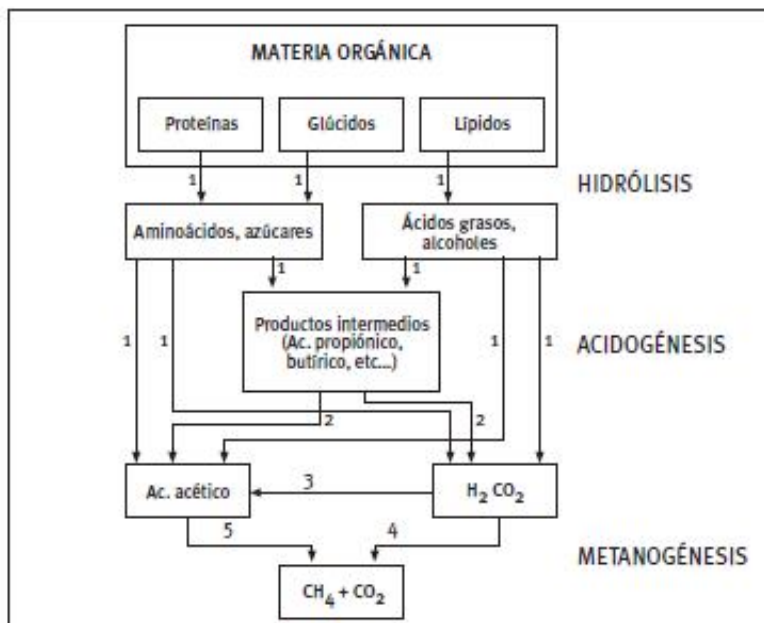 MATERIA ORGÁNICA
Proteínas
Glúcidos
Lípidos
1
1
1
HIDRÓLISIS
Aminoácidos, azúcares
Ácidos grasos,
alcoholes
1
1
Productos intermedios
(Ac. propiónico,
butírico, etc...)
1
1
1
1
ACIDOGÉNESIS
2
2
Ac. acético
3
H2 CO2
5
4
METANOGÉNESIS
CH4 + CO2